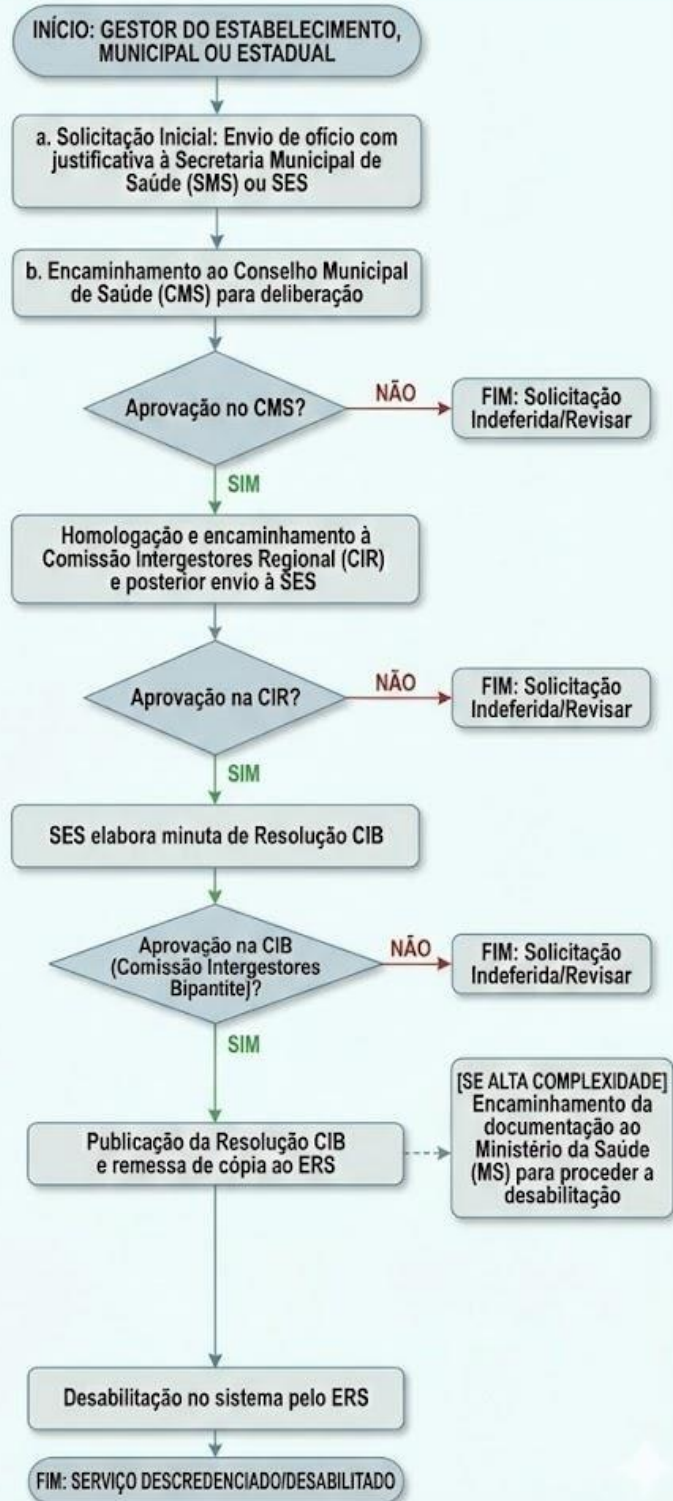 INÍCIO: GESTOR DO ESTABELECIMENTO,
MUNICIPAL OU ESTADUAL
a. Solicitação Inicial: Envio de ofício com
justificativa à Secretaria Municipal de
Saúde (SMS) ou SES
b. Encaminhamento ao Conselho Municipal
de Saúde (CMS) para deliberação
Aprovação no CMS?
NÃO
FIM: Solicitação
Indeferida/Revisar
SIM
Homologação e encaminhamento à
Comissão Intergestores Regional (CIR)
e posterior envio à SES
Aprovação na CIR?
NÃO
FIM: Solicitação
Indeferida/Revisar
SIM
SES elabora minuta de Resolução CIB
Aprovação na CIB
(Comissão Intergestores
Bipantite)?
NÃO
FIM: Solicitação
Indeferida/Revisar
SIM
Publicação da Resolução CIB
e remessa de cópia ao ERS
[SE ALTA COMPLEXIDADE]
Encaminhamento da
documentação ao
Ministério da Saúde
(MS) para proceder a
desabilitação
Desabilitação no sistema pelo ERS
FIM: SERVIÇO DESCREDENCIADO/DESABILITADO